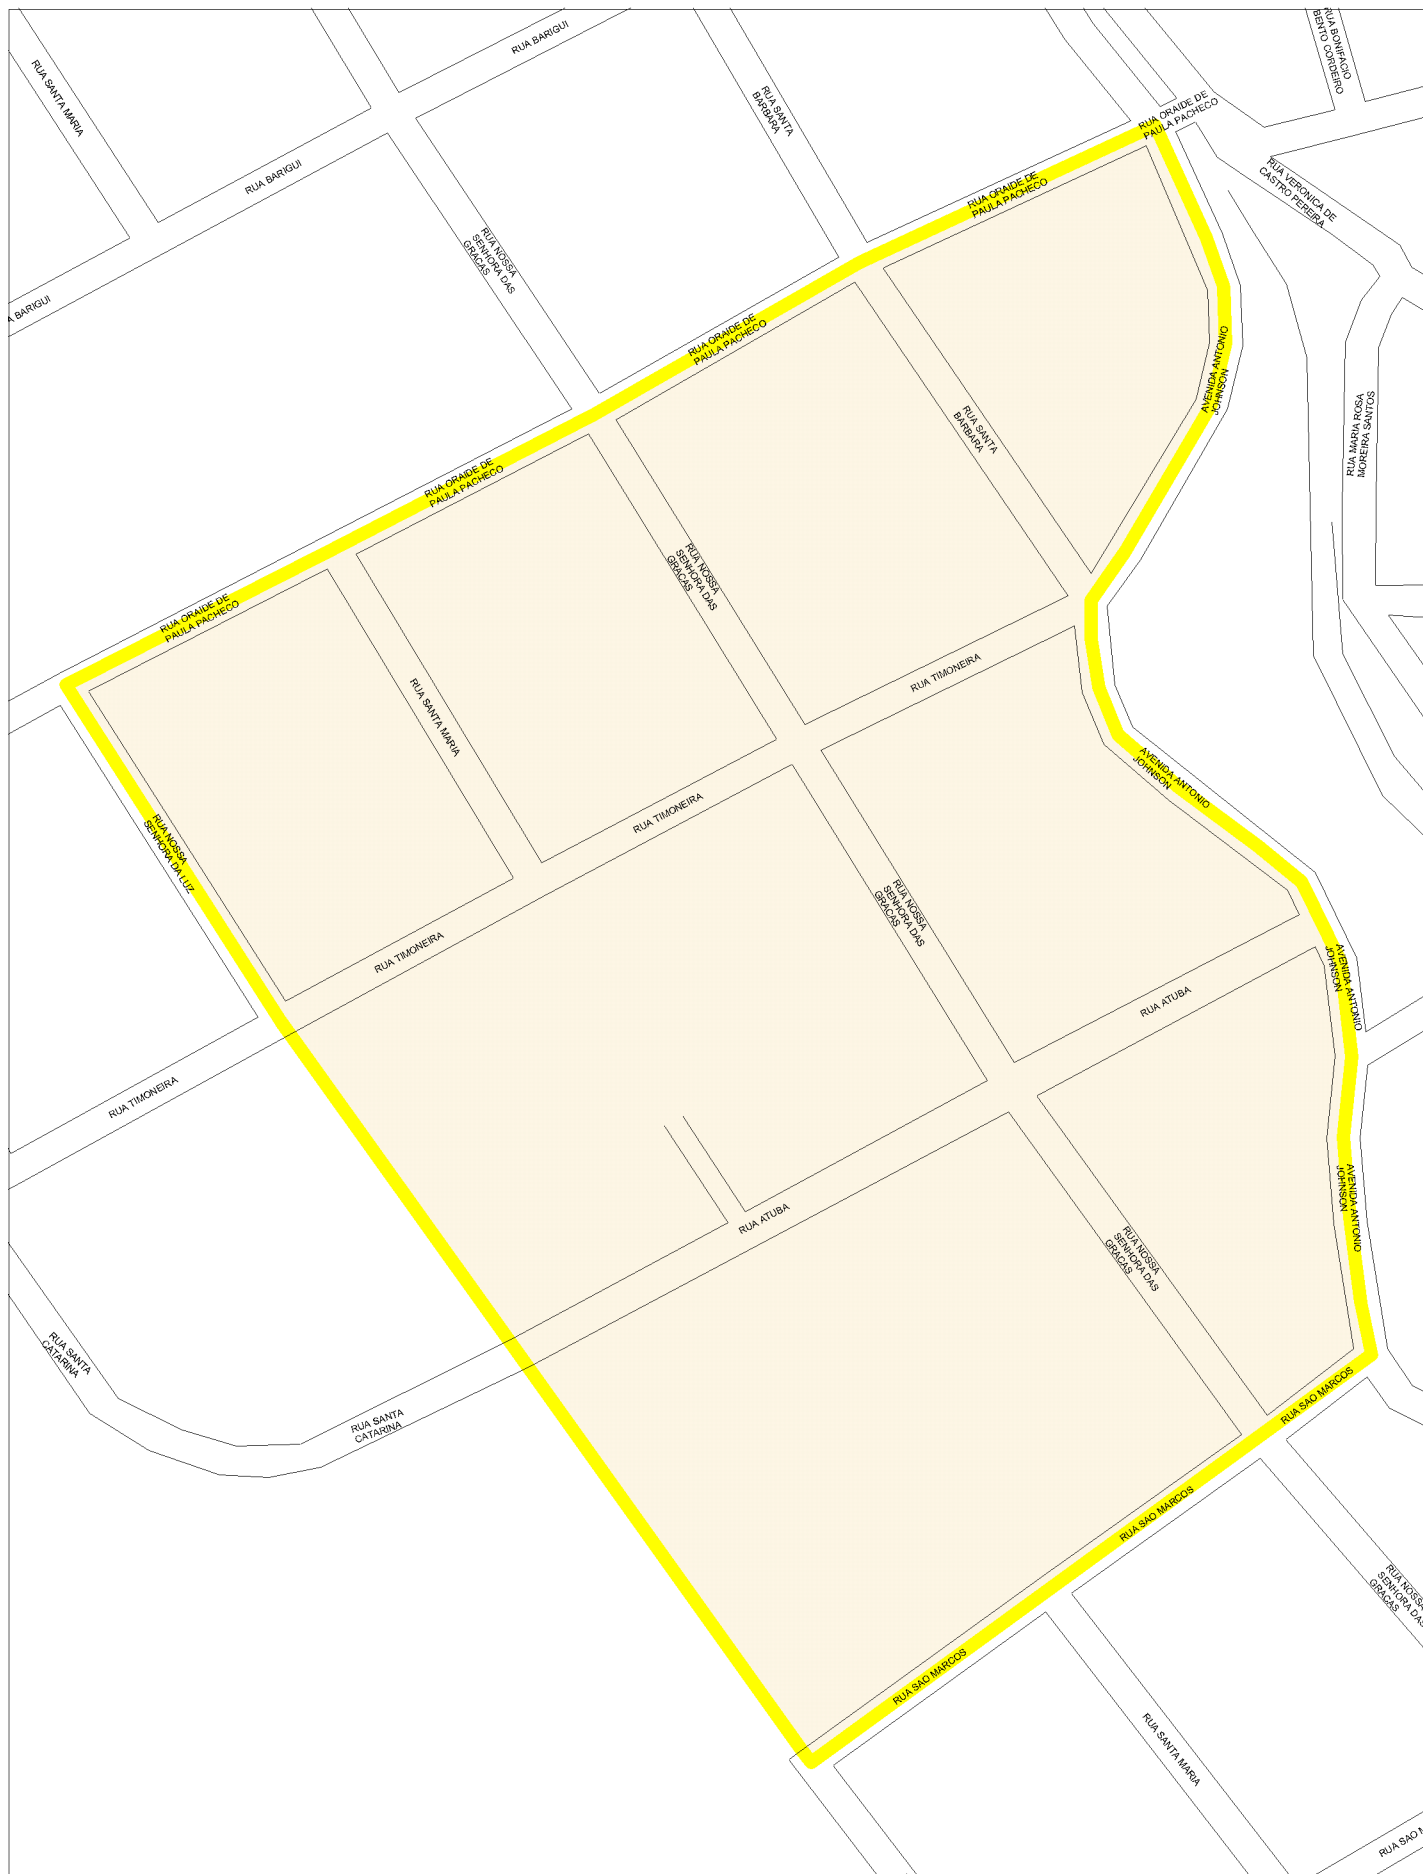 RUA BARIGUI
RUA BONIFACIO
BENTO CORDEIRO
RUA SANTA MARIA
RUA SANTA
BARBARA
RUA ORAIDE DE
PAULA PACHECO
RUA BARIGUI
RUA VERONICA DE
CASTRO PEREIRA
RUA ORAIDE DE
PAULA PACHECO
RUA NOSSA
SENHORA DAS
GRACAS
A BARIGUI
RUA ORAIDE DE
PAULA PACHECO
AVENIDA ANTONIO
JOHNSON
RUA MARIA ROSA
MOREIRA SANTOS
RUA SANTA
BARBARA
RUA ORAIDE DE
PAULA PACHECO
RUA NOSSA
SENHORA DAS
GRACAS
RUA ORAIDE DE
PAULA PACHECO
RUA TIMONEIRA
RUA SANTA MARIA
AVENIDA ANTONIO
JOHNSON
RUA TIMONEIRA
RUA NOSSA
SENHORA DA LUZ
RUA NOSSA
SENHORA DAS
GRACAS
RUA TIMONEIRA
AVENIDA ANTONIO
JOHNSON
RUA ATUBA
RUA TIMONEIRA
RUA ATUBA
AVENIDA ANTONIO
JOHNSON
RUA NOSSA
SENHORA DAS
GRACAS
RUA SANTA
CATARINA
RUA SAO MARCOS
RUA SANTA
CATARINA
RUA SAO MARCOS
RUA NOSSA
SENHORA DAS
GRACAS
RUA SAO MARCOS
RUA SANTA MARIA
RUA SAO M